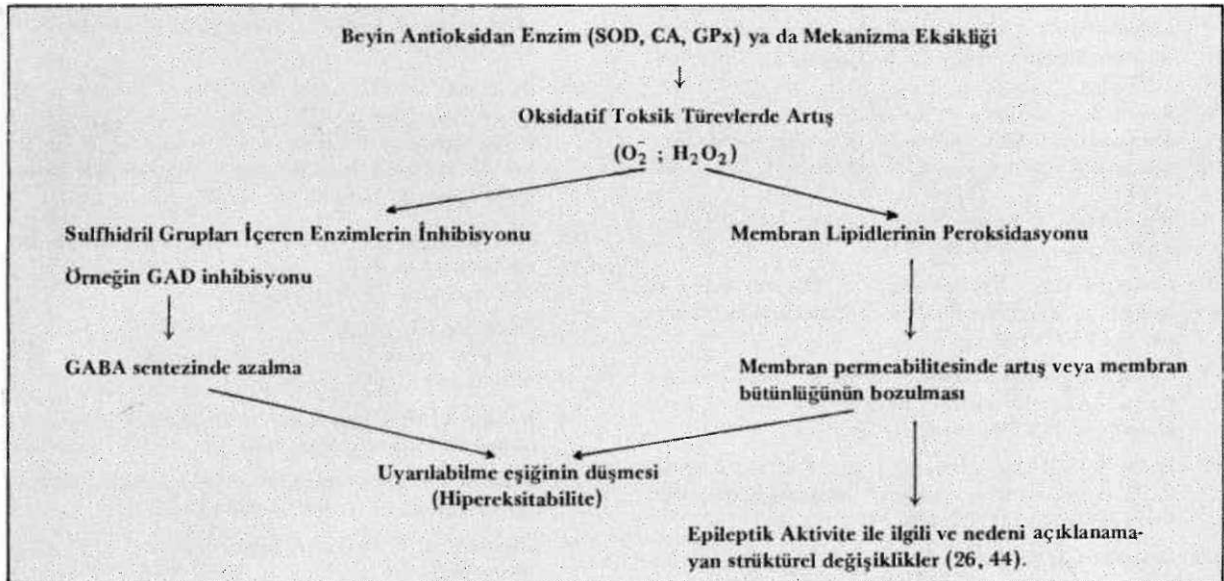 Beyin Antioksidan Enzim (SOD, CA, GPx) ya da Mekanizma Eksikliği
Oksidatif Toksik Türevlerde Artış
(O₂⁻ ; H₂O₂)
Sulfhidril Grupları İçeren Enzimlerin İnhibisyonu
Örneğin GAD inhibisyonu
Membran Lipidlerinin Peroksidasyonu
GABA sentezinde azalma
Membran permeabilitesinde artış veya membran
bütünlüğünün bozulması
Uyarılabilme eşiğinin düşmesi
(Hipereksitabilite)
Epileptik Aktivite ile ilgili ve nedeni açıklanama-
yan strüktürel değişiklikler (26, 44).